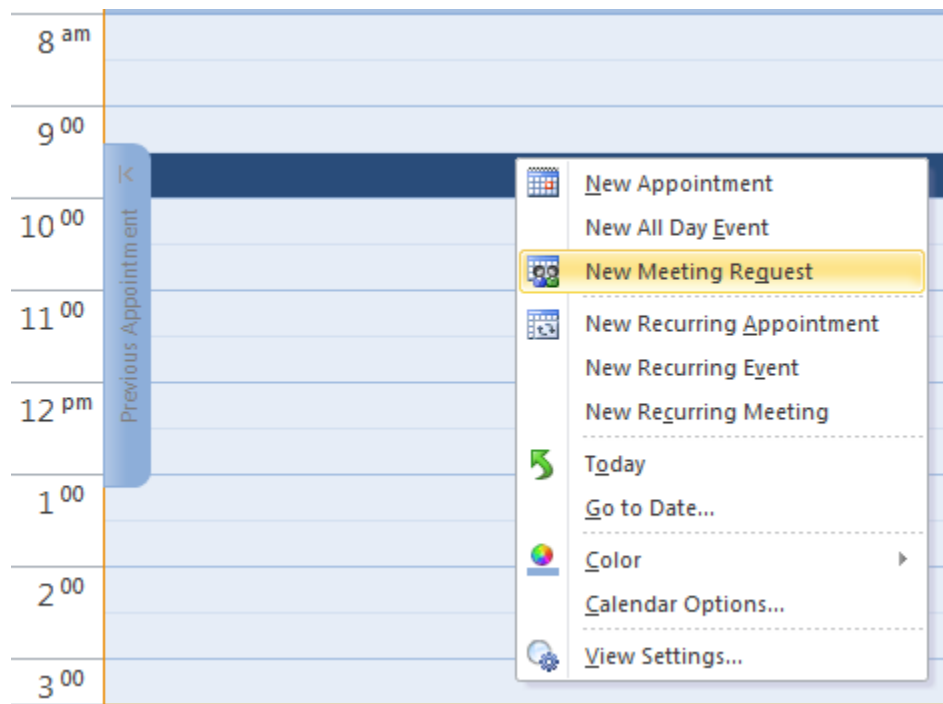 8 am
9 00
10 00
11 00
12 pm
1 00
2 00
3 00
Previous Appointment
New Appointment
New All Day Event
New Meeting Request
New Recurring Appointment
New Recurring Event
New Recurring Meeting
Today
Go to Date...
Color
Calendar Options...
View Settings...